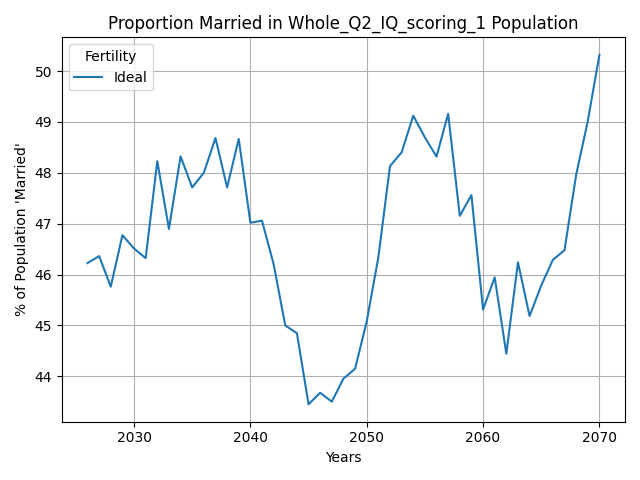 Proportion Married in Whole_Q2_IQ_scoring_1 Population
Fertility
Ideal
% of Population 'Married'
50
49
48
47
46
45
44
2030 2040 2050 2060 2070
Years